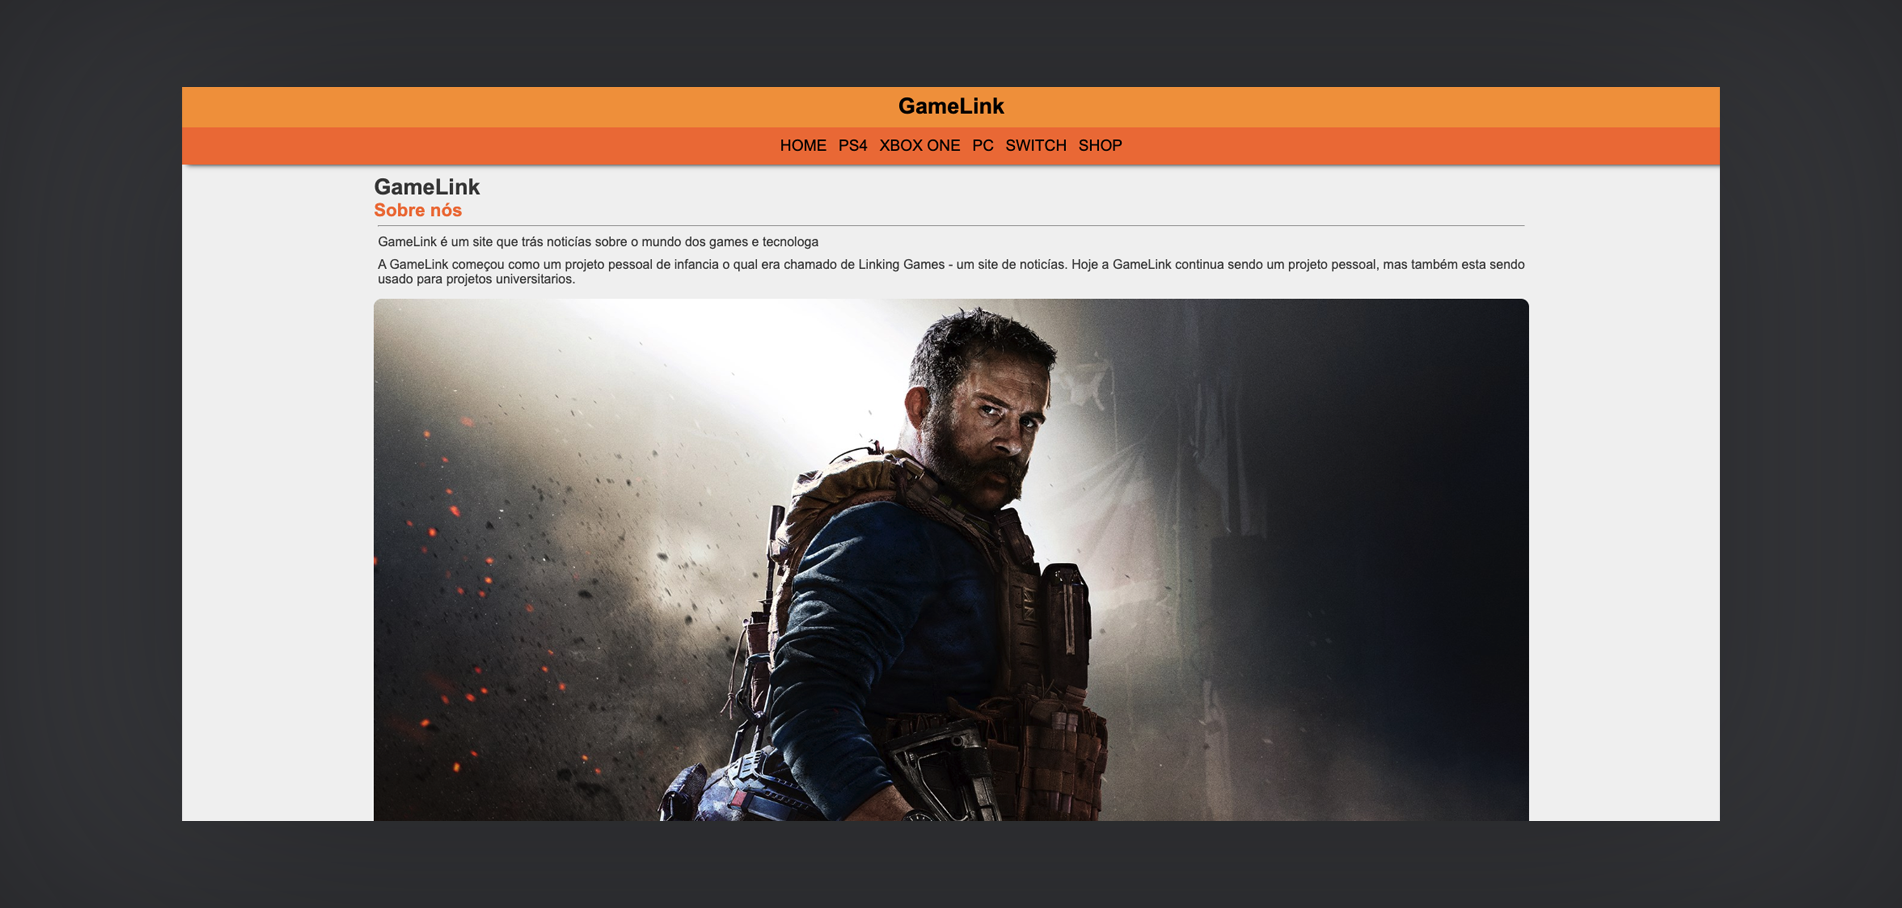 GameLink
HOME PS4 XBOX ONE PC SWITCH SHOP
GameLink
Sobre nós
GameLink é um site que trás noticías sobre o mundo dos games e tecnologa
A GameLink começou como um projeto pessoal de infancia o qual era chamado de Linking Games - um site de noticías. Hoje a GameLink continua sendo um projeto pessoal, mas também esta sendo
usado para projetos universitarios.